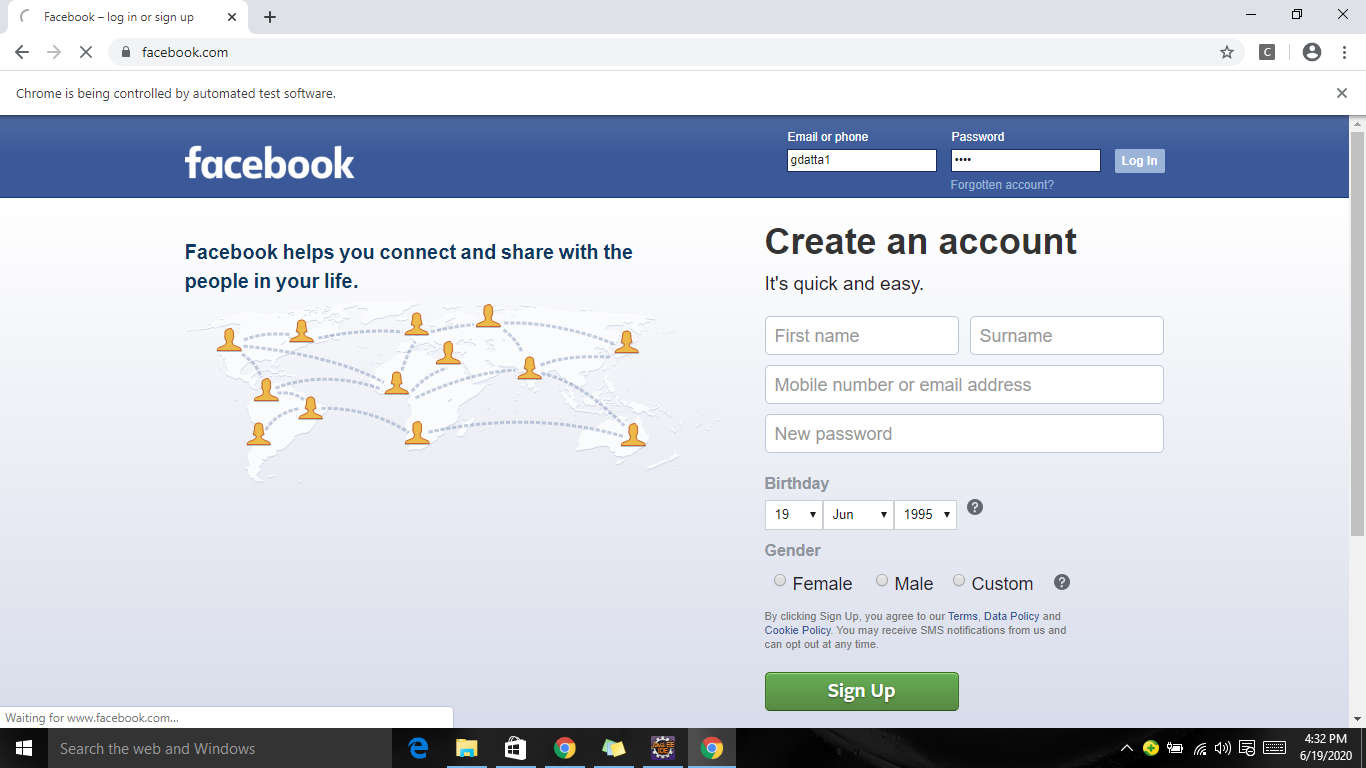 Facebook – log in or sign up
facebook.com
C
Chrome is being controlled by automated test software.
facebook
Email or phone
Password
gdatta1
••••
Log In
Forgotten account?
Facebook helps you connect and share with the
people in your life.
Create an account
It's quick and easy.
First name
Surname
Mobile number or email address
New password
Birthday
19 Jun 1995
Gender
Female Male Custom
By clicking Sign Up, you agree to our Terms, Data Policy and
Cookie Policy. You may receive SMS notifications from us and
can opt out at any time.
Sign Up
Waiting for www.facebook.com...
Search the web and Windows
4:32 PM
6/19/2020